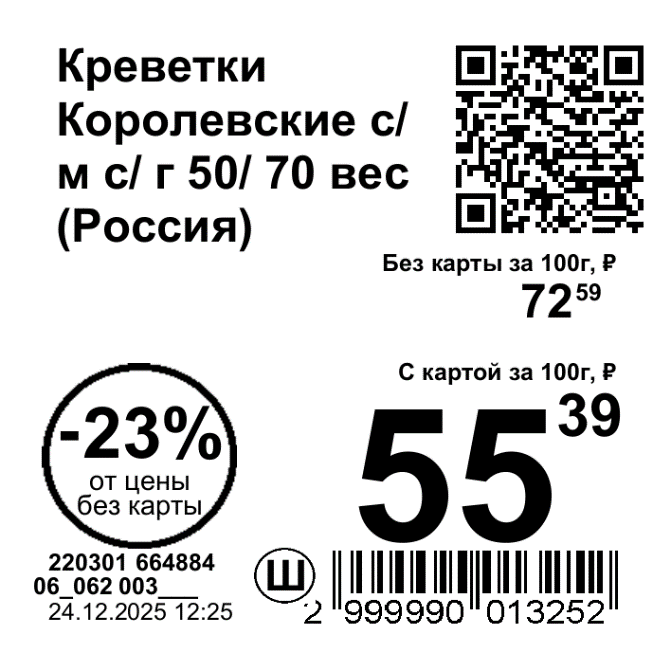 Креветки
Королевские с/
м с/ г 50/ 70 вес
(Россия)
Без карты за 100г, ₽
72 59
С картой за 100г, ₽
55 39
-23%
от цены
без карты
220301 664884
06_062 003___
24.12.2025 12:25
Ш
2 999990 013252